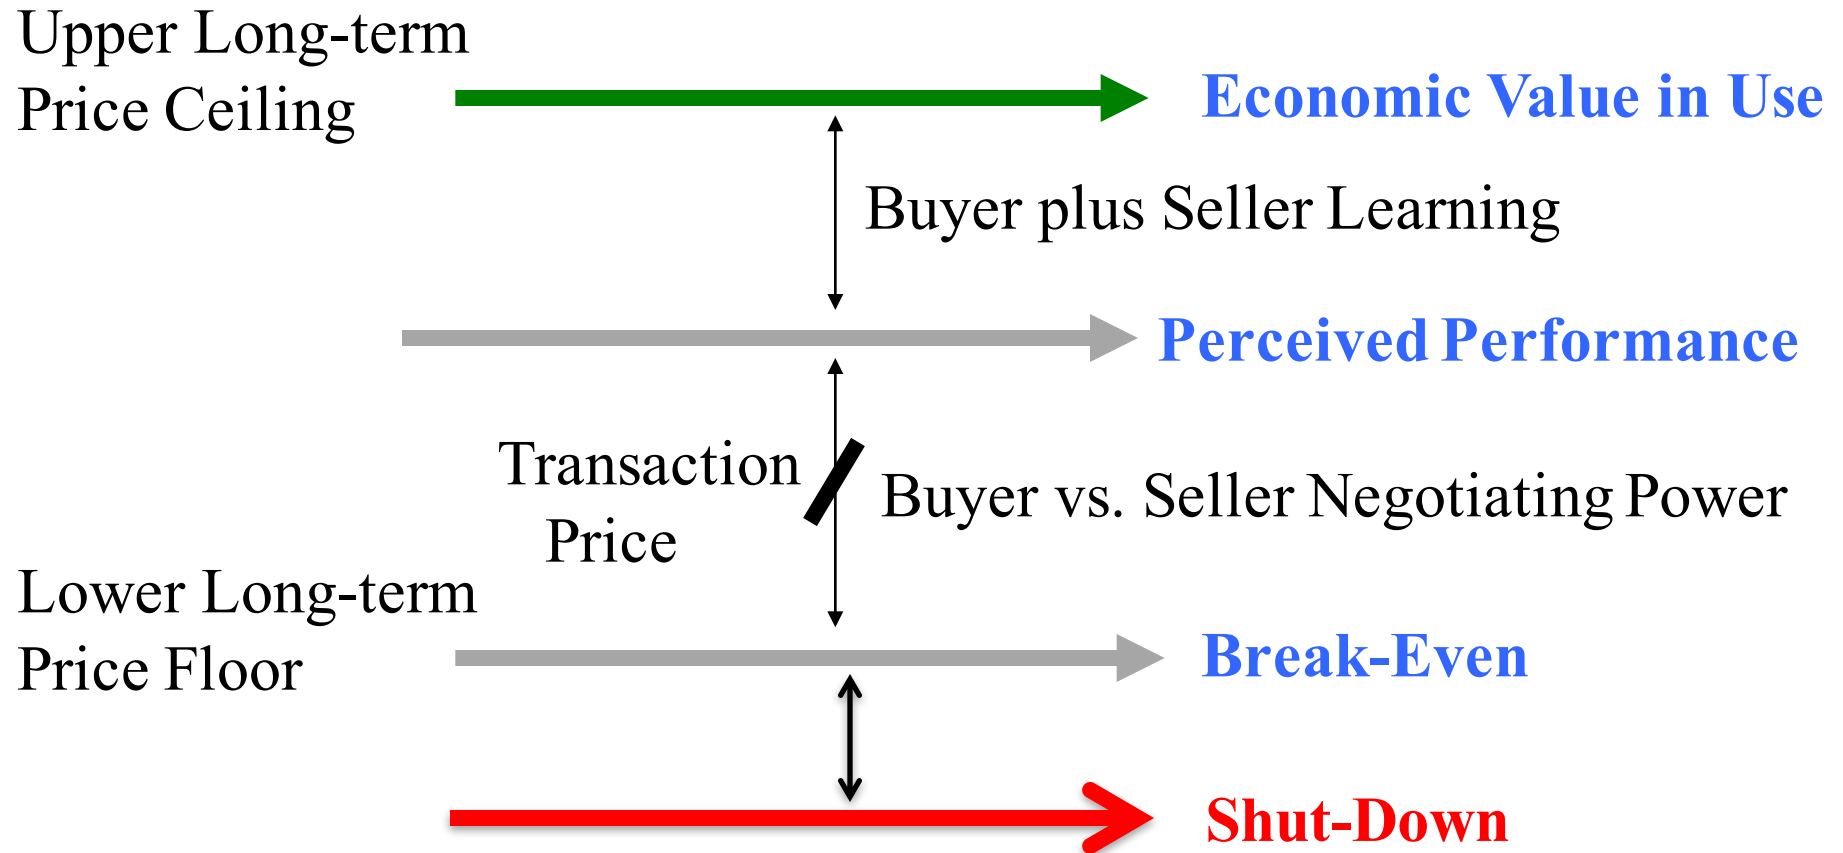 Upper Long-term
Price Ceiling
Economic Value in Use
Buyer plus Seller Learning
Perceived Performance
Transaction
Price
Buyer vs. Seller Negotiating Power
Lower Long-term
Price Floor
Break-Even
Shut-Down